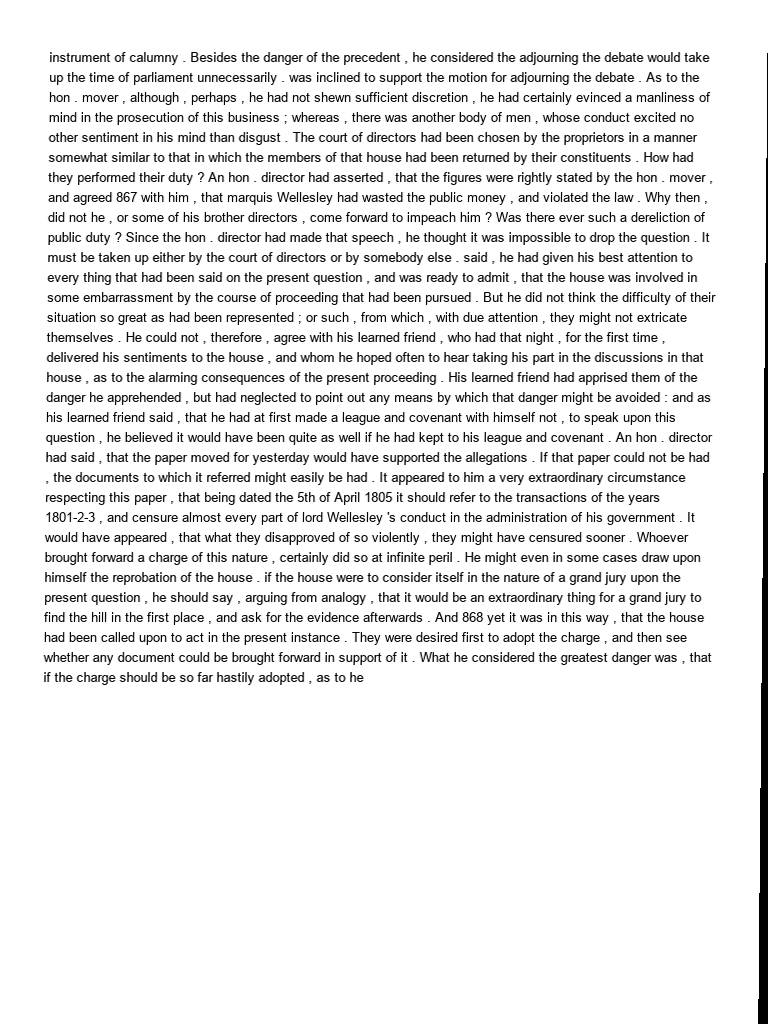 instrument of calumny . Besides the danger of the precedent , he considered the adjourning the debate would take
up the time of parliament unnecessarily . was inclined to support the motion for adjourning the debate . As to the
hon . mover , although , perhaps , he had not shewn sufficient discretion , he had certainly evinced a manliness of
mind in the prosecution of this business ; whereas , there was another body of men , whose conduct excited no
other sentiment in his mind than disgust . The court of directors had been chosen by the proprietors in a manner
somewhat similar to that in which the members of that house had been returned by their constituents . How had
they performed their duty ? An hon . director had asserted , that the figures were rightly stated by the hon . mover ,
and agreed 867 with him , that marquis Wellesley had wasted the public money , and violated the law . Why then ,
did not he , or some of his brother directors , come forward to impeach him ? Was there ever such a dereliction of
public duty ? Since the hon . director had made that speech , he thought it was impossible to drop the question . It
must be taken up either by the court of directors or by somebody else . said , he had given his best attention to
every thing that had been said on the present question , and was ready to admit , that the house was involved in
some embarrassment by the course of proceeding that had been pursued . But he did not think the difficulty of their
situation so great as had been represented ; or such , from which , with due attention , they might not extricate
themselves . He could not , therefore , agree with his learned friend , who had that night , for the first time ,
delivered his sentiments to the house , and whom he hoped often to hear taking his part in the discussions in that
house , as to the alarming consequences of the present proceeding . His learned friend had apprised them of the
danger he apprehended , but had neglected to point out any means by which that danger might be avoided : and as
his learned friend said , that he had at first made a league and covenant with himself not , to speak upon this
question , he believed it would have been quite as well if he had kept to his league and covenant . An hon . director
had said , that the paper moved for yesterday would have supported the allegations . If that paper could not be had
, the documents to which it referred might easily be had . It appeared to him a very extraordinary circumstance
respecting this paper , that being dated the 5th of April 1805 it should refer to the transactions of the years
1801-2-3 , and censure almost every part of lord Wellesley 's conduct in the administration of his government . It
would have appeared , that what they disapproved of so violently , they might have censured sooner . Whoever
brought forward a charge of this nature , certainly did so at infinite peril . He might even in some cases draw upon
himself the reprobation of the house . if the house were to consider itself in the nature of a grand jury upon the
present question , he should say , arguing from analogy , that it would be an extraordinary thing for a grand jury to
find the hill in the first place , and ask for the evidence afterwards . And 868 yet it was in this way , that the house
had been called upon to act in the present instance . They were desired first to adopt the charge , and then see
whether any document could be brought forward in support of it . What he considered the greatest danger was , that
if the charge should be so far hastily adopted , as to he